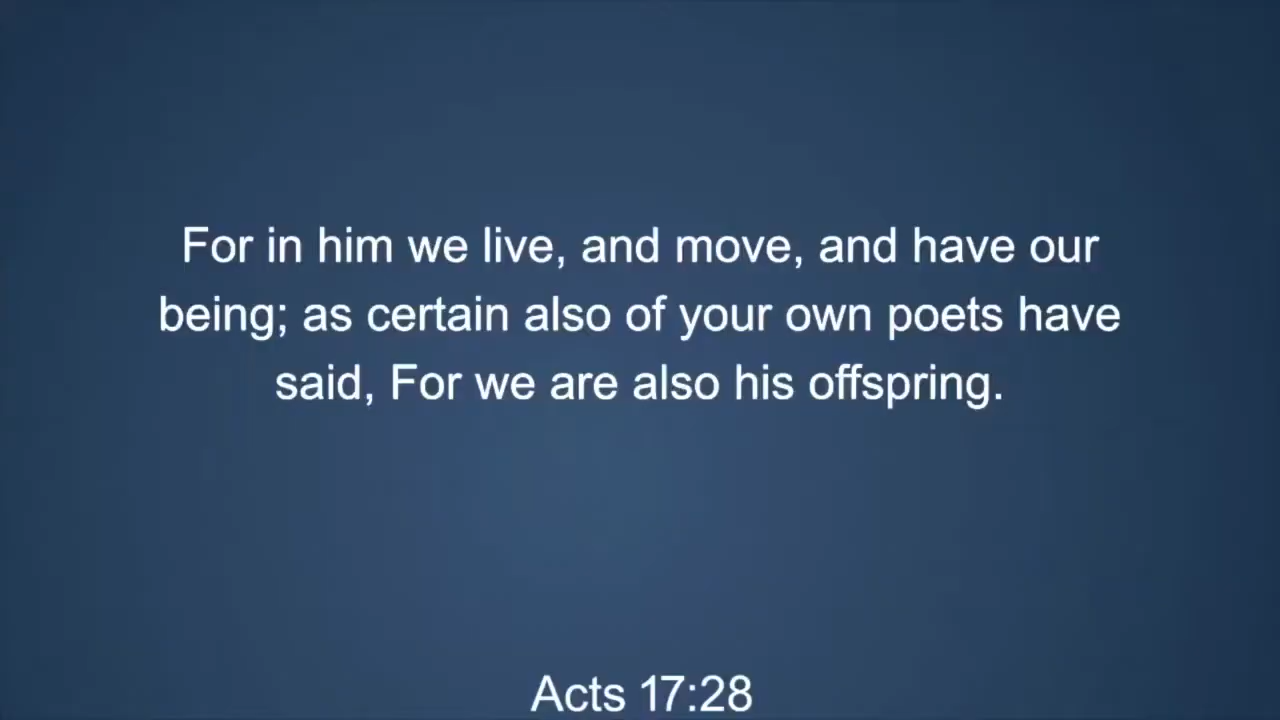 For in him we live, and move, and have our
being; as certain also of your own poets have
said, For we are also his offspring.
Acts 17:28